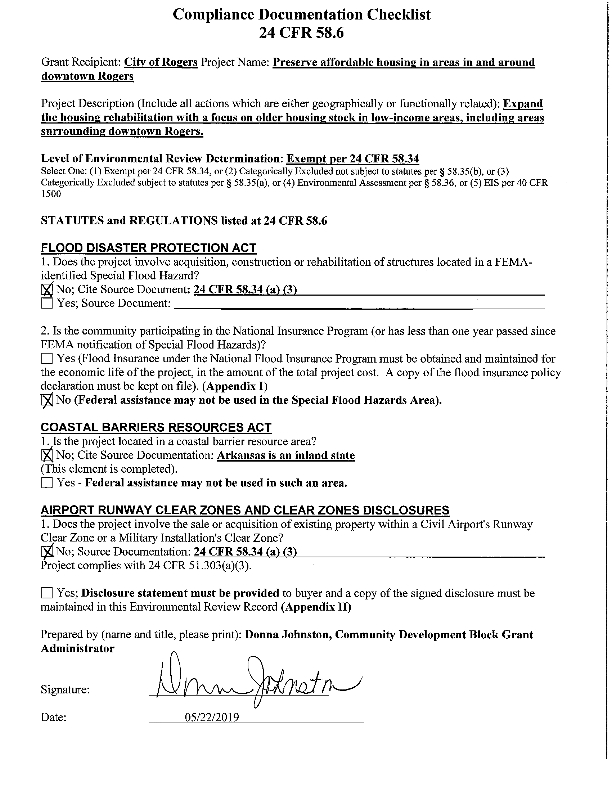 Compliance Documentation Checklist
24 CFR 58.6
Grant Recipient: City of Rogers Project Name: Preserve affordable housing in areas in and around
downtown Rogers
Project Description (Include all actions which are either geographically or functionally related): Expand
the housing rehabilitation with a focus on older housing stock in low-income areas, including areas
surrounding downtown Rogers.
Level of Environmental Review Determination: Exempt per 24 CFR 58.34
Select One: (1) Exempt per 24 CFR 58.34, or (2) Categorically Excluded not subject to statutes per § 58.35(b), or (3)
Categorically Excluded subject to statutes per § 58.35(a), or (4) Environmental Assessment per § 58.36, or (5) EIS per 40 CFR
1500
STATUTES and REGULATIONS listed at 24 CFR 58.6
FLOOD DISASTER PROTECTION ACT
1. Does the project involve acquisition, construction or rehabilitation of structures located in a FEMA-
identified Special Flood Hazard?
☒ No; Cite Source Document: 24 CFR 58.34 (a) (3)
☐ Yes; Source Document:
2. Is the community participating in the National Insurance Program (or has less than one year passed since
FEMA notification of Special Flood Hazards)?
☐ Yes (Flood Insurance under the National Flood Insurance Program must be obtained and maintained for
the economic life of the project, in the amount of the total project cost. A copy of the flood insurance policy
declaration must be kept on file). (Appendix I)
☒ No (Federal assistance may not be used in the Special Flood Hazards Area).
COASTAL BARRIERS RESOURCES ACT
1. Is the project located in a coastal barrier resource area?
☒ No; Cite Source Documentation: Arkansas is an inland state
(This element is completed).
☐ Yes - Federal assistance may not be used in such an area.
AIRPORT RUNWAY CLEAR ZONES AND CLEAR ZONES DISCLOSURES
1. Does the project involve the sale or acquisition of existing property within a Civil Airport's Runway
Clear Zone or a Military Installation's Clear Zone?
☒ No; Source Documentation: 24 CFR 58.34 (a) (3)
Project complies with 24 CFR 51.303(a)(3).
☐ Yes; Disclosure statement must be provided to buyer and a copy of the signed disclosure must be
maintained in this Environmental Review Record (Appendix II)
Prepared by (name and title, please print): Donna Johnston, Community Development Block Grant
Administrator
Signature: Donna Johnston
Date: 05/22/2019